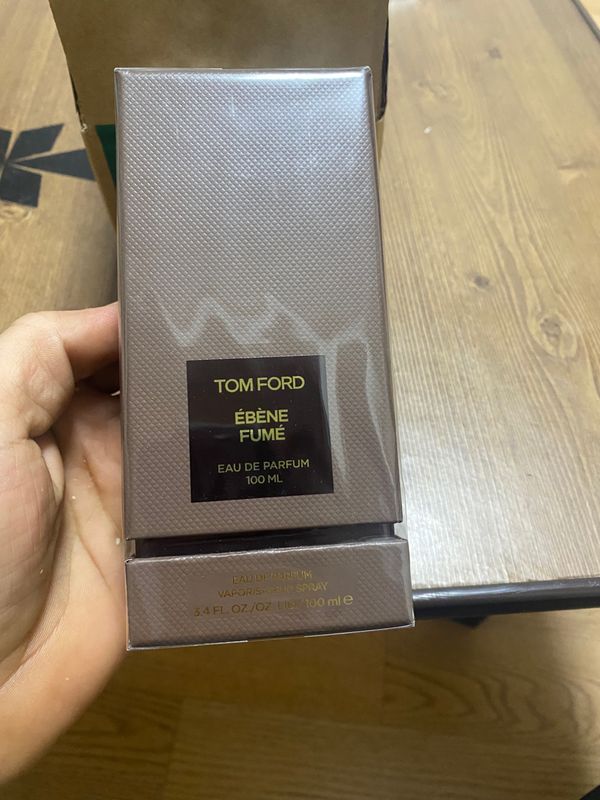 TOM FORD
ÉBÈNE
FUMÉ
EAU DE PARFUM
100 ML
EAU DE PARFUM
SPRAY
3.4 FL. OZ./OZ. LIQ. / 100 ml ℮